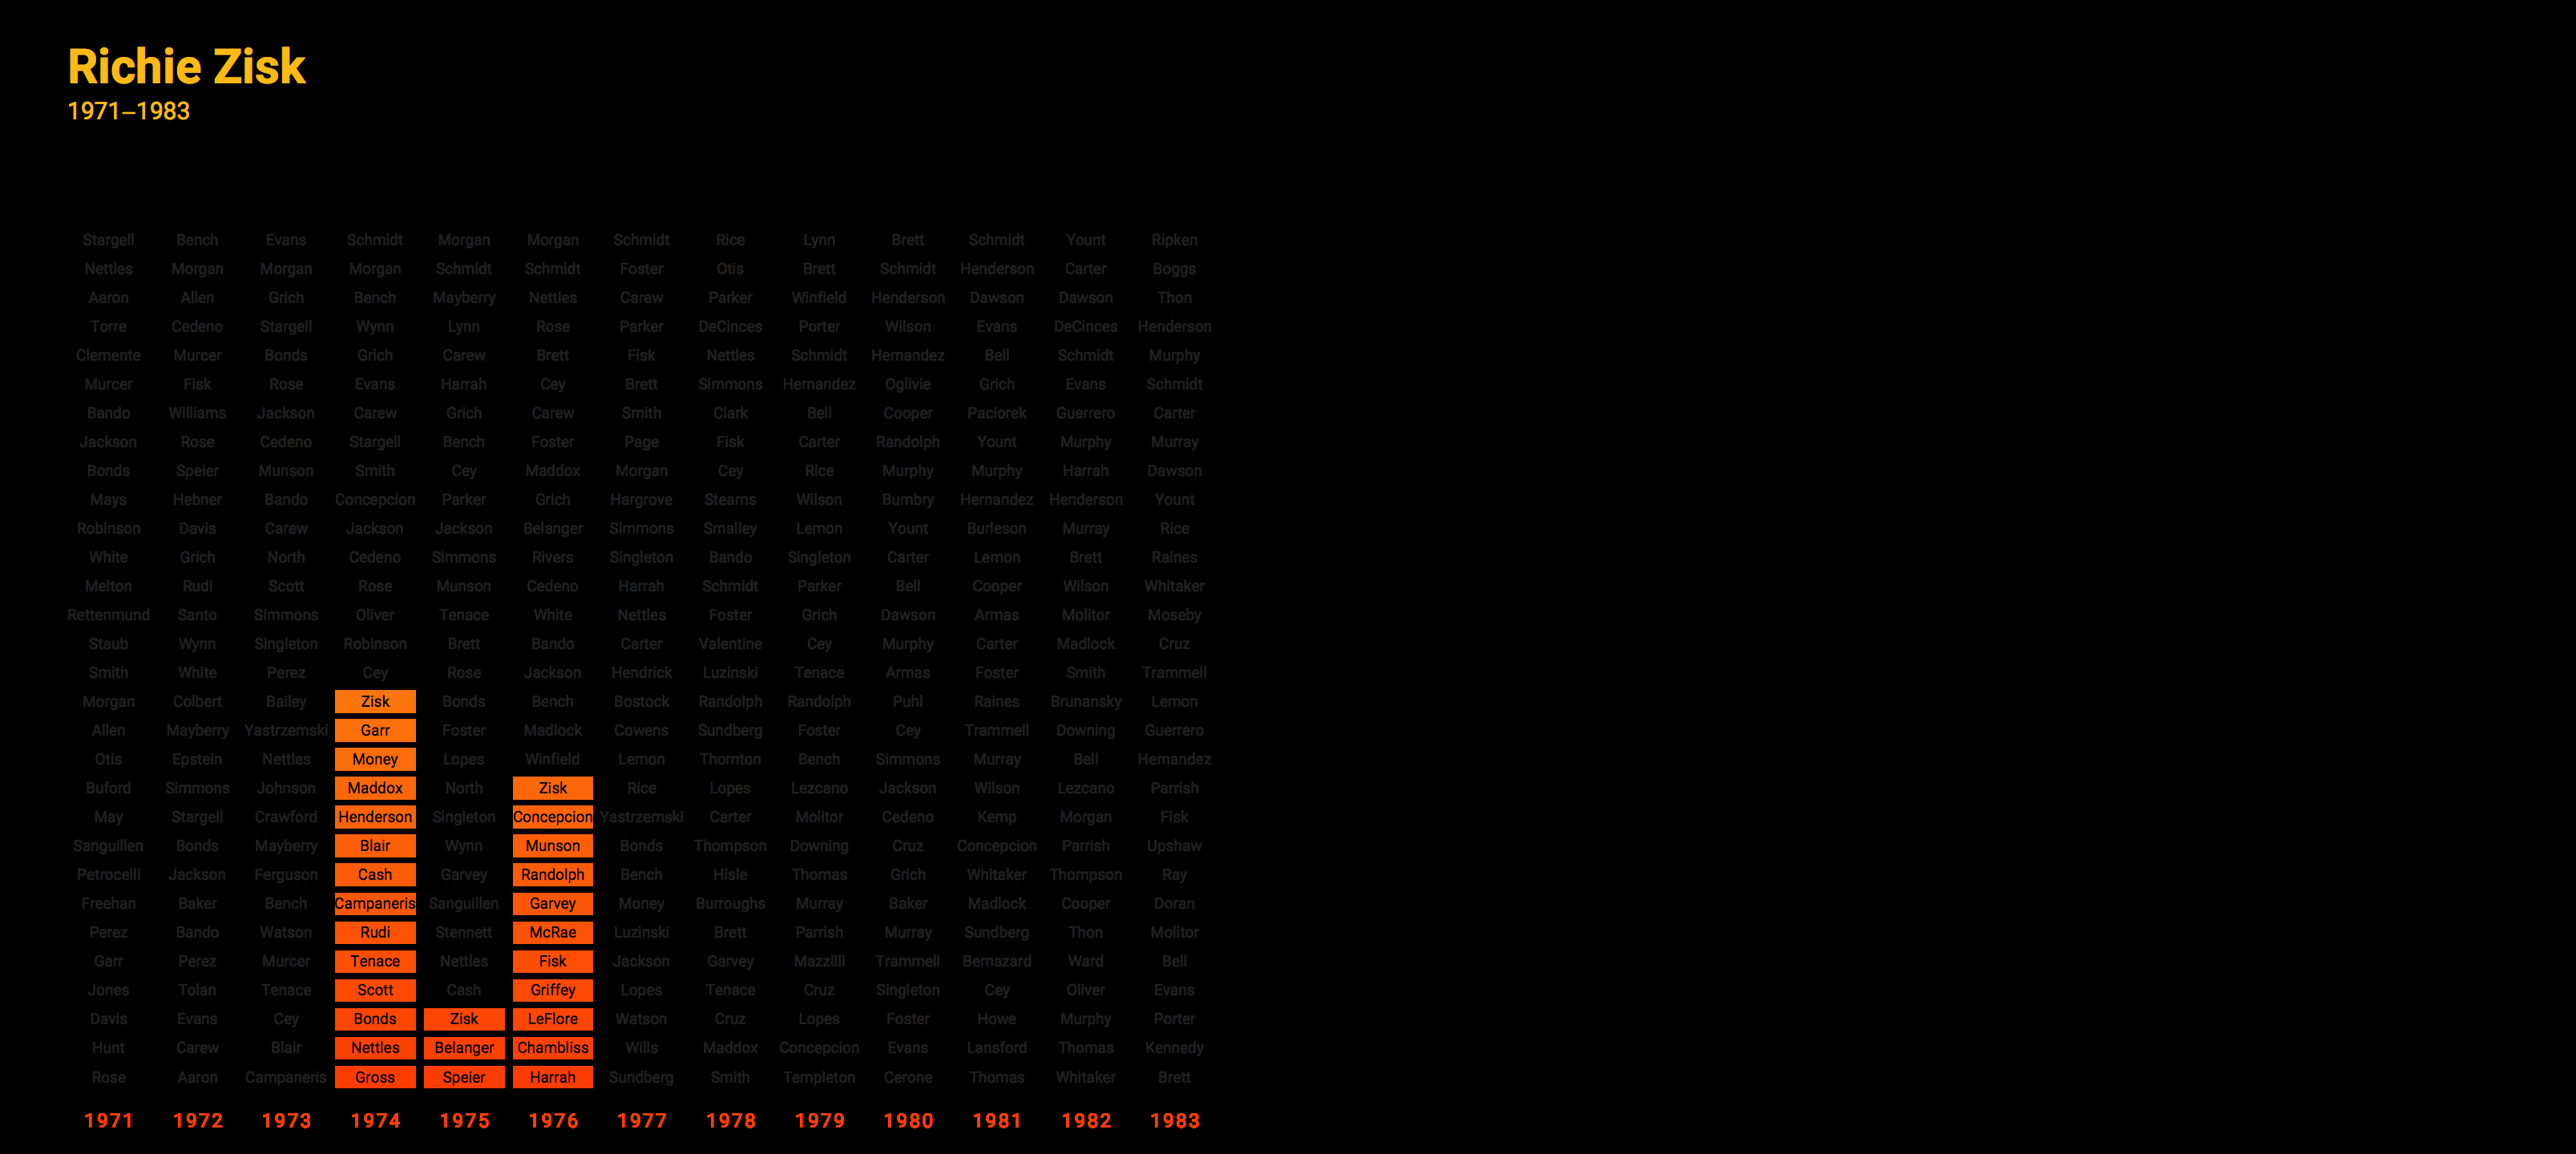 Richie Zisk
1971–1983
Stargell Bench Evans Schmidt Morgan Morgan Schmidt Rice Lynn Brett Schmidt Yount Ripken
Nettles Morgan Morgan Morgan Schmidt Schmidt Foster Otis Brett Schmidt Henderson Carter Boggs
Aaron Allen Grich Bench Mayberry Nettles Carew Parker Winfield Henderson Dawson Dawson Thon
Torre Cedeno Stargell Wynn Lynn Rose Parker DeCinces Porter Wilson Evans DeCinces Henderson
Clemente Murcer Bonds Grich Carew Brett Fisk Nettles Schmidt Hernandez Bell Schmidt Murphy
Murcer Fisk Rose Evans Harrah Cey Brett Simmons Hernandez Oglivie Grich Evans Schmidt
Bando Williams Jackson Carew Grich Carew Smith Clark Bell Cooper Paciorek Guerrero Carter
Jackson Rose Cedeno Stargell Bench Foster Page Fisk Carter Randolph Yount Murphy Murray
Bonds Speier Munson Smith Cey Maddox Morgan Cey Rice Murphy Murphy Harrah Dawson
Mays Hebner Bando Concepcion Parker Grich Hargrove Stearns Wilson Bumbry Hernandez Henderson Yount
Robinson Davis Carew Jackson Jackson Belanger Simmons Smalley Lemon Yount Burleson Murray Rice
White Grich North Cedeno Simmons Rivers Singleton Bando Singleton Carter Lemon Brett Raines
Melton Rudi Scott Rose Munson Cedeno Harrah Schmidt Parker Bell Cooper Wilson Whitaker
Rettenmund Santo Simmons Oliver Tenace White Nettles Foster Grich Dawson Armas Molitor Moseby
Staub Wynn Singleton Robinson Brett Bando Carter Valentine Cey Murphy Carter Madlock Cruz
Smith White Perez Cey Rose Jackson Hendrick Luzinski Tenace Armas Foster Smith Trammell
Morgan Colbert Bailey Zisk Bonds Bench Bostock Randolph Randolph Puhl Raines Brunansky Lemon
Allen Mayberry Yastrzemski Garr Foster Madlock Cowens Sundberg Foster Cey Trammell Downing Guerrero
Otis Epstein Nettles Money Lopes Winfield Lemon Thornton Bench Simmons Murray Bell Hernandez
Buford Simmons Johnson Maddox North Zisk Rice Lopes Lezcano Jackson Wilson Lezcano Parrish
May Stargell Crawford Henderson Singleton Concepcion Yastrzemski Carter Molitor Cedeno Kemp Morgan Fisk
Sanguillen Bonds Mayberry Blair Wynn Munson Bonds Thompson Downing Cruz Concepcion Parrish Upshaw
Petrocelli Jackson Ferguson Cash Garvey Randolph Bench Hisle Thomas Grich Whitaker Thompson Ray
Freehan Baker Bench Campaneris Sanguillen Garvey Money Burroughs Murray Baker Madlock Cooper Doran
Perez Bando Watson Rudi Stennett McRae Luzinski Brett Parrish Murray Sundberg Thon Molitor
Garr Perez Murcer Tenace Nettles Fisk Jackson Garvey Mazzilli Trammell Bernazard Ward Bell
Jones Tolan Tenace Scott Cash Griffey Lopes Tenace Cruz Singleton Cey Oliver Evans
Davis Evans Cey Bonds Zisk LeFlore Watson Cruz Lopes Foster Howe Murphy Porter
Hunt Carew Blair Nettles Belanger Chambliss Wills Maddox Concepcion Evans Lansford Thomas Kennedy
Rose Aaron Campaneris Gross Speier Harrah Sundberg Smith Templeton Cerone Thomas Whitaker Brett
1971 1972 1973 1974 1975 1976 1977 1978 1979 1980 1981 1982 1983